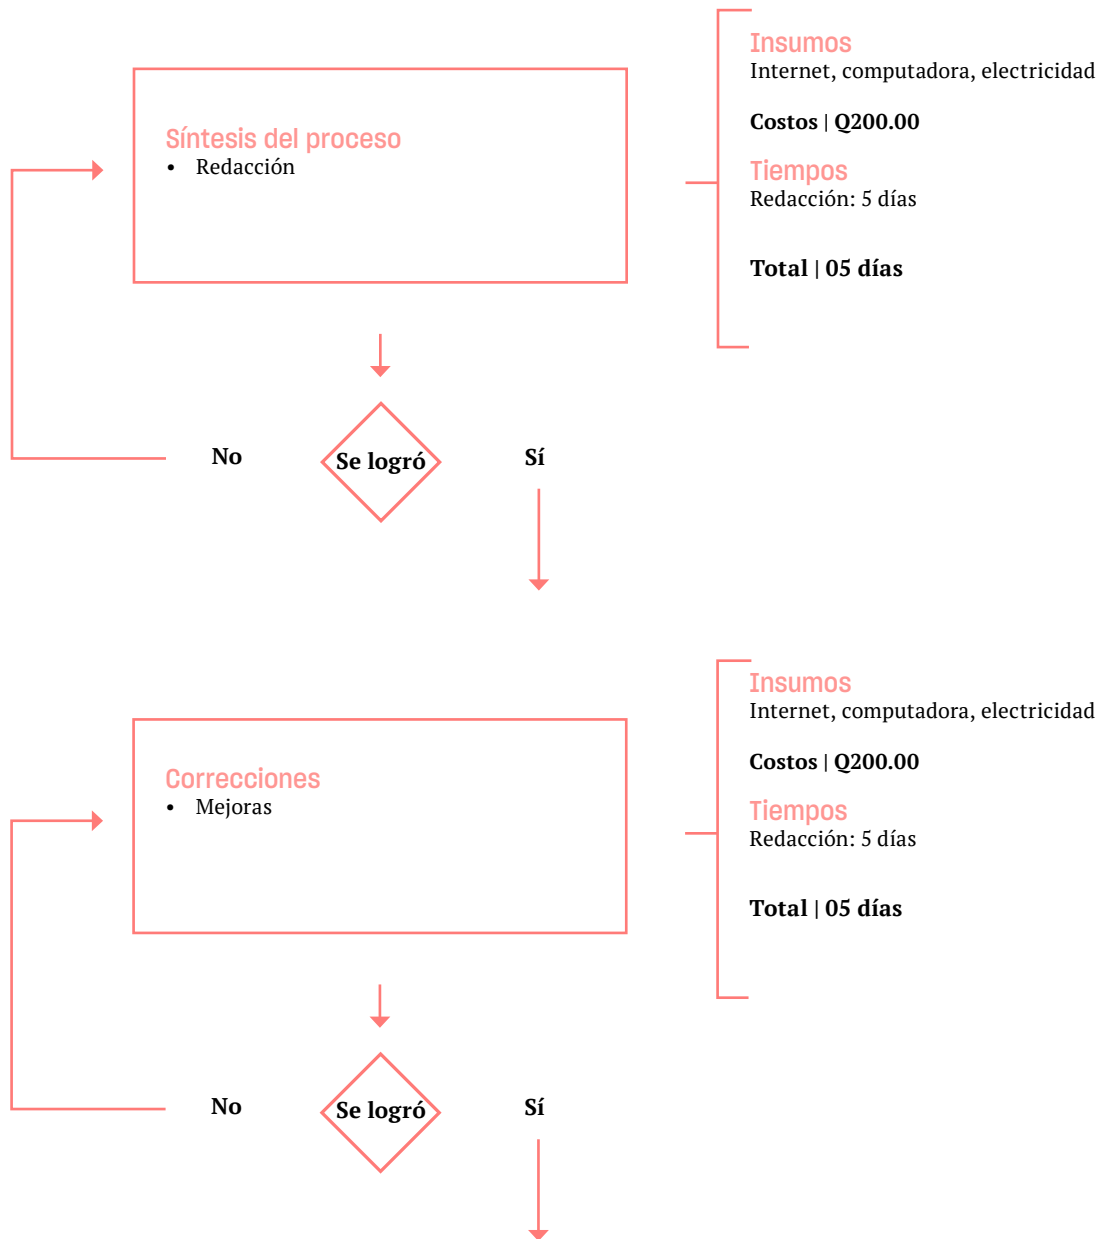 Síntesis del proceso
• Redacción
Insumos
Internet, computadora, electricidad
Costos | Q200.00
Tiempos
Redacción: 5 días
Total | 05 días
No
Se logró
Sí
Correcciones
• Mejoras
Insumos
Internet, computadora, electricidad
Costos | Q200.00
Tiempos
Redacción: 5 días
Total | 05 días
No
Se logró
Sí